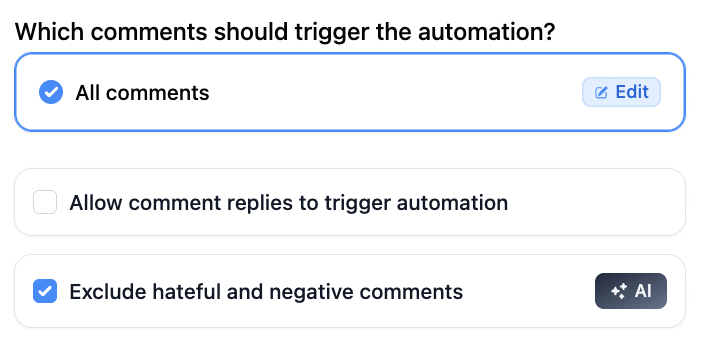 Which comments should trigger the automation?
All comments
Edit
Allow comment replies to trigger automation
Exclude hateful and negative comments
AI